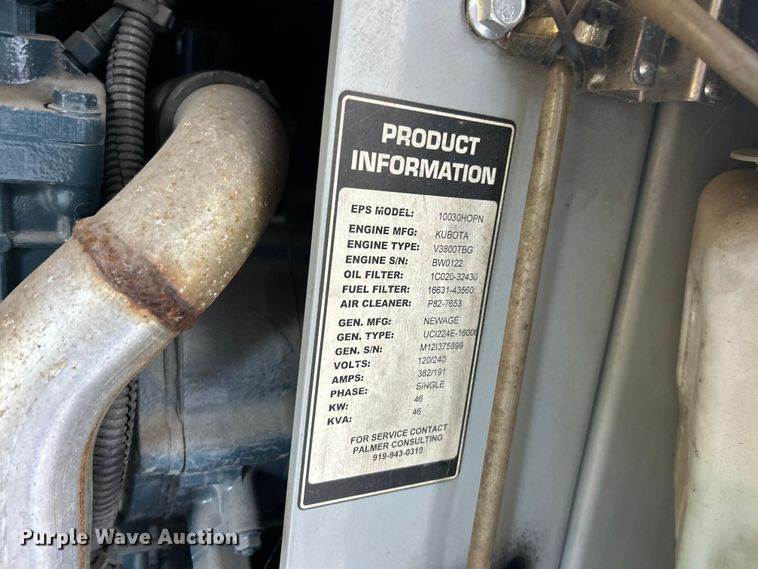 PRODUCT
INFORMATION
EPS MODEL: 10030HOPN
ENGINE MFG: KUBOTA
ENGINE TYPE: V3800TBG
ENGINE S/N: BW0122
OIL FILTER: 1C020-32430
FUEL FILTER: 16631-43560
AIR CLEANER: P82-7653
GEN. MFG: NEWAGE
GEN. TYPE: UCI224E-16006
GEN. S/N: M12I375899
VOLTS: 120/240
AMPS: 382/191
PHASE: SINGLE
KW: 46
KVA: 46
FOR SERVICE CONTACT
PALMER CONSULTING
919-943-0310
Purple Wave Auction